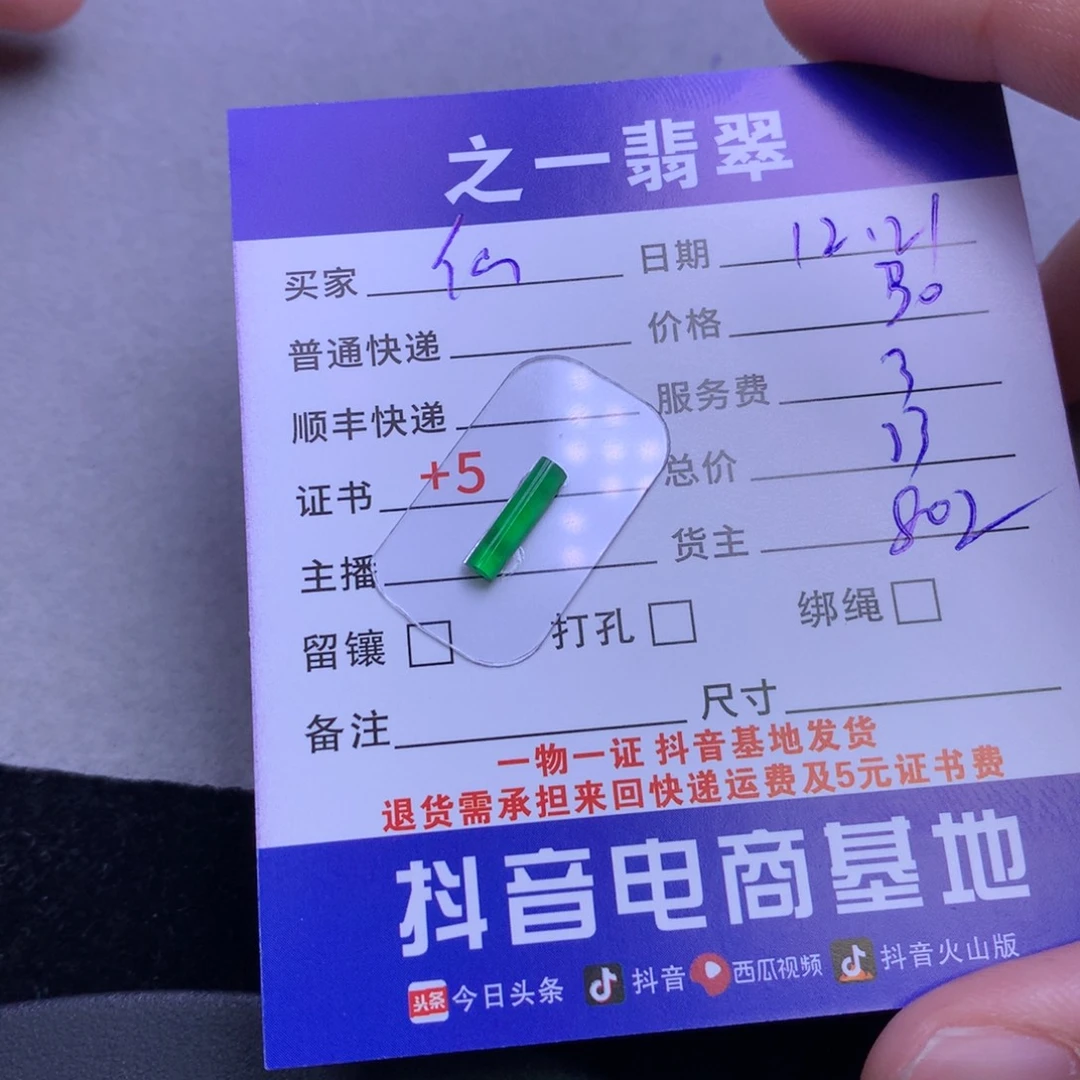 之一翡翠
买家 仙 日期 12.21
普通快递 价格 30
顺丰快递 服务费 3
证书 +5 总价 33
主播 货主 802
留镶 打孔 绑绳
备注 尺寸
一物一证 抖音基地发货
退货需承担来回快递运费及5元证书费
抖音电商基地
头条 今日头条 抖音 西瓜视频 抖音火山版